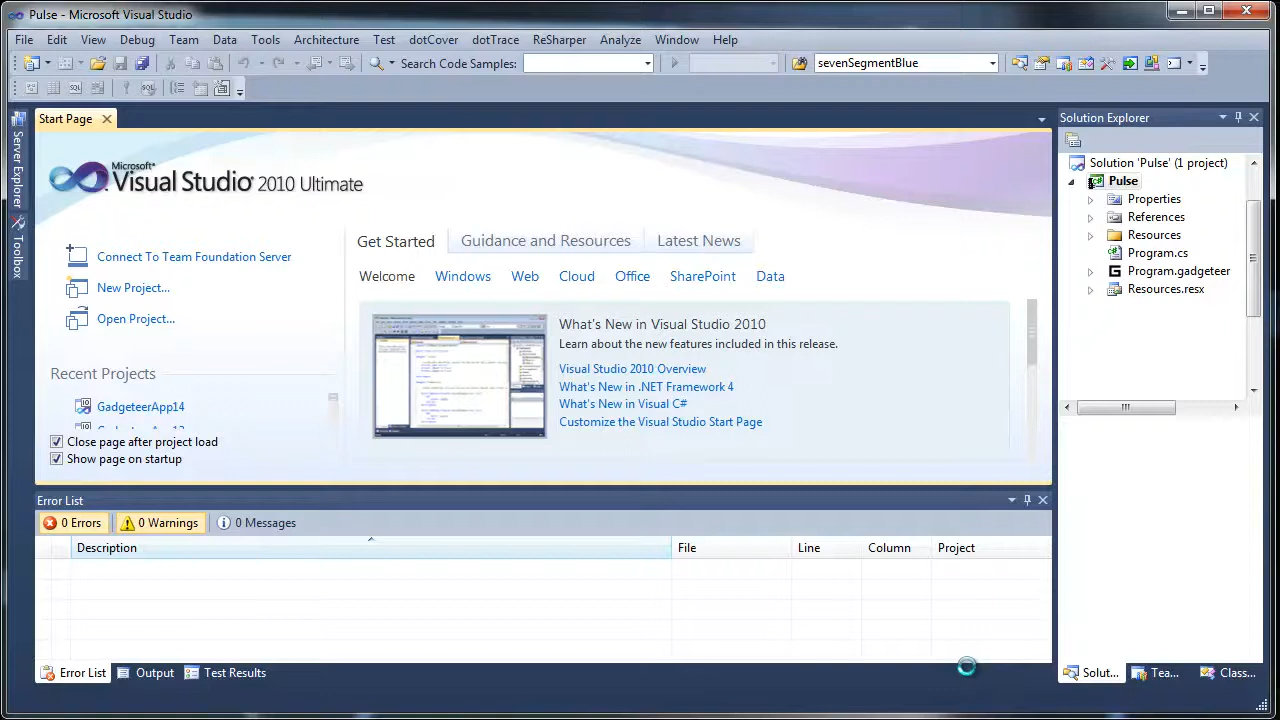 Pulse - Microsoft Visual Studio
File Edit View Debug Team Data Tools Architecture Test dotCover dotTrace ReSharper Analyze Window Help
Search Code Samples: sevenSegmentBlue
Start Page
Solution Explorer
Server Explorer
Toolbox
Microsoft®
Visual Studio® 2010 Ultimate
Connect To Team Foundation Server
New Project...
Open Project...
Recent Projects
GadgeteerApp14
Close page after project load
Show page on startup
Get Started Guidance and Resources Latest News
Welcome Windows Web Cloud Office SharePoint Data
What's New in Visual Studio 2010
Learn about the new features included in this release.
Visual Studio 2010 Overview
What's New in .NET Framework 4
What's New in Visual C#
Customize the Visual Studio Start Page
Solution 'Pulse' (1 project)
Pulse
Properties
References
Resources
Program.cs
Program.gadgeteer
Resources.resx
Error List
0 Errors 0 Warnings 0 Messages
Description File Line Column Project
Error List Output Test Results
Solut... Tea... Class...